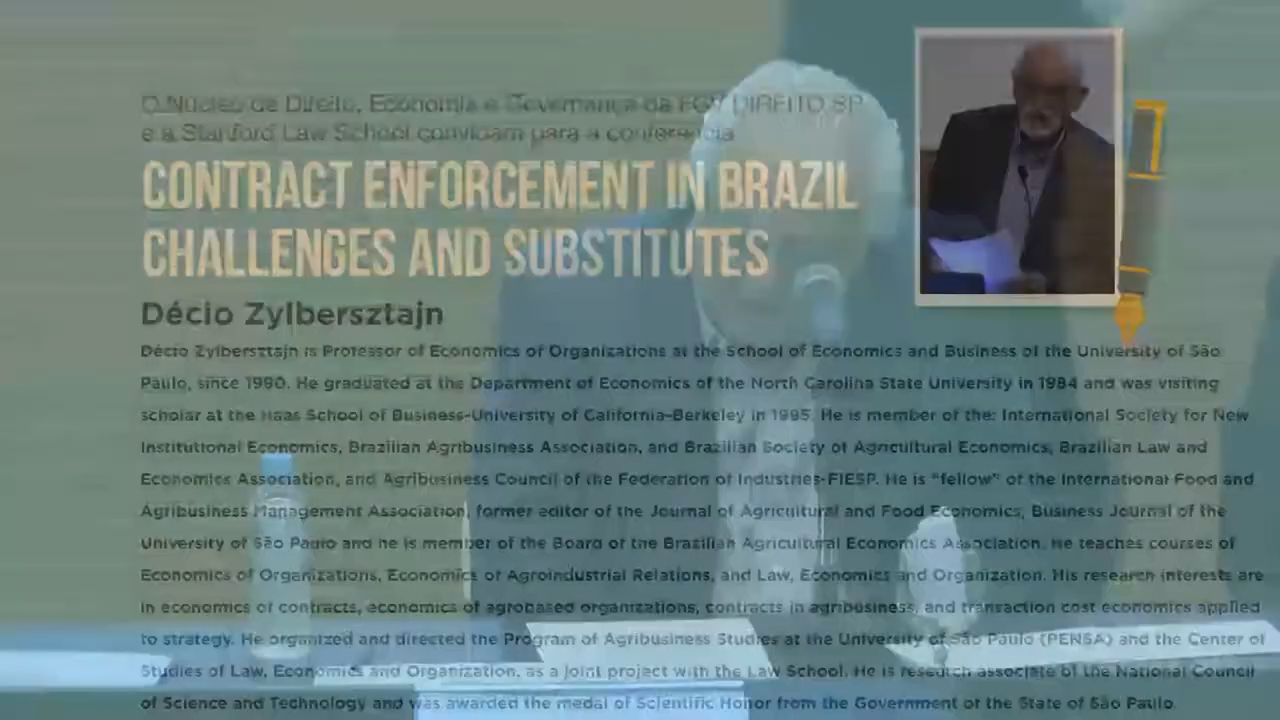 O Núcleo de Direito, Economia e Governança da FGV DIREITO SP
e a Stanford Law School convidam para a conferência
CONTRACT ENFORCEMENT IN BRAZIL
CHALLENGES AND SUBSTITUTES
Décio Zylbersztajn
Décio Zylbersztajn is Professor of Economics of Organizations at the School of Economics and Business of the University of São
Paulo, since 1990. He graduated at the Department of Economics of the North Carolina State University in 1984 and was visiting
scholar at the Haas School of Business-University of California-Berkeley in 1995. He is member of the: International Society for New
Institutional Economics, Brazilian Agribusiness Association, and Brazilian Society of Agricultural Economics, Brazilian Law and
Economics Association, and Agribusiness Council of the Federation of Industries-FIESP. He is "fellow" of the International Food and
Agribusiness Management Association, former editor of the Journal of Agricultural and Food Economics, Business Journal of the
University of São Paulo and he is member of the Board of the Brazilian Agricultural Economics Association. He teaches courses of
Economics of Organizations, Economics of Agroindustrial Relations, and Law, Economics and Organization. His research interests are
in economics of contracts, economics of agrobased organizations, contracts in agribusiness, and transaction cost economics applied
to strategy. He organized and directed the Program of Agribusiness Studies at the University of São Paulo (PENSA) and the Center of
Studies of Law, Economics and Organization, as a joint project with the Law School. He is research associate of the National Council
of Science and Technology and was awarded the medal of Scientific Honor from the Government of the State of São Paulo.